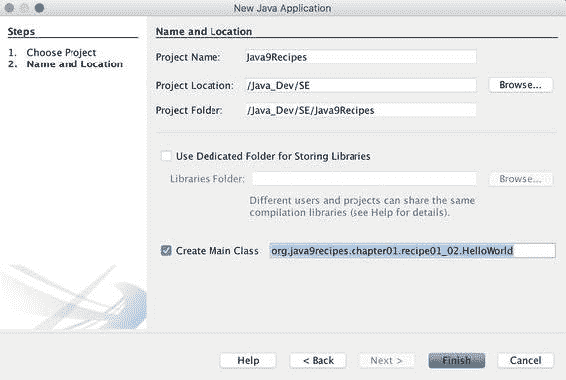 New Java Application
Steps
1. Choose Project
2. Name and Location
Name and Location
Project Name: Java9Recipes
Project Location: /Java_Dev/SE Browse...
Project Folder: /Java_Dev/SE/Java9Recipes
Use Dedicated Folder for Storing Libraries
Libraries Folder: Browse...
Different users and projects can share the same
compilation libraries (see Help for details).
Create Main Class org.java9recipes.chapter01.recipe01_02.HelloWorld
Help < Back Next > Finish Cancel